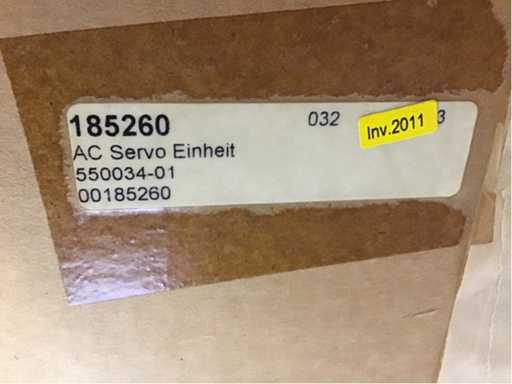 185260 032 3
Inv.2011
AC Servo Einheit
550034-01
00185260